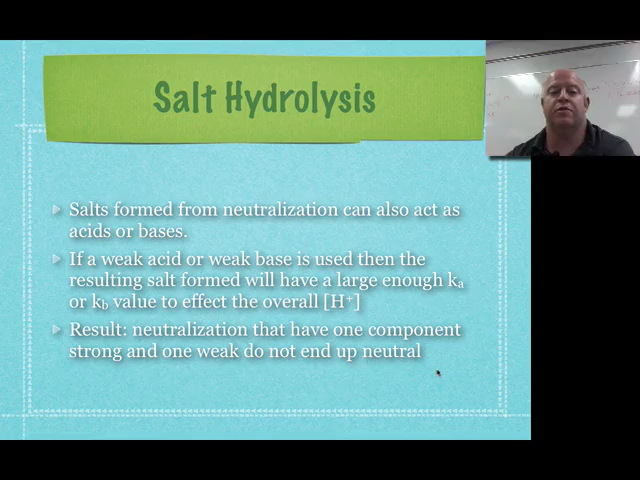 Salt Hydrolysis
Salts formed from neutralization can also act as
acids or bases.
If a weak acid or weak base is used then the
resulting salt formed will have a large enough kₐ
or k_b value to effect the overall [H⁺]
Result: neutralization that have one component
strong and one weak do not end up neutral